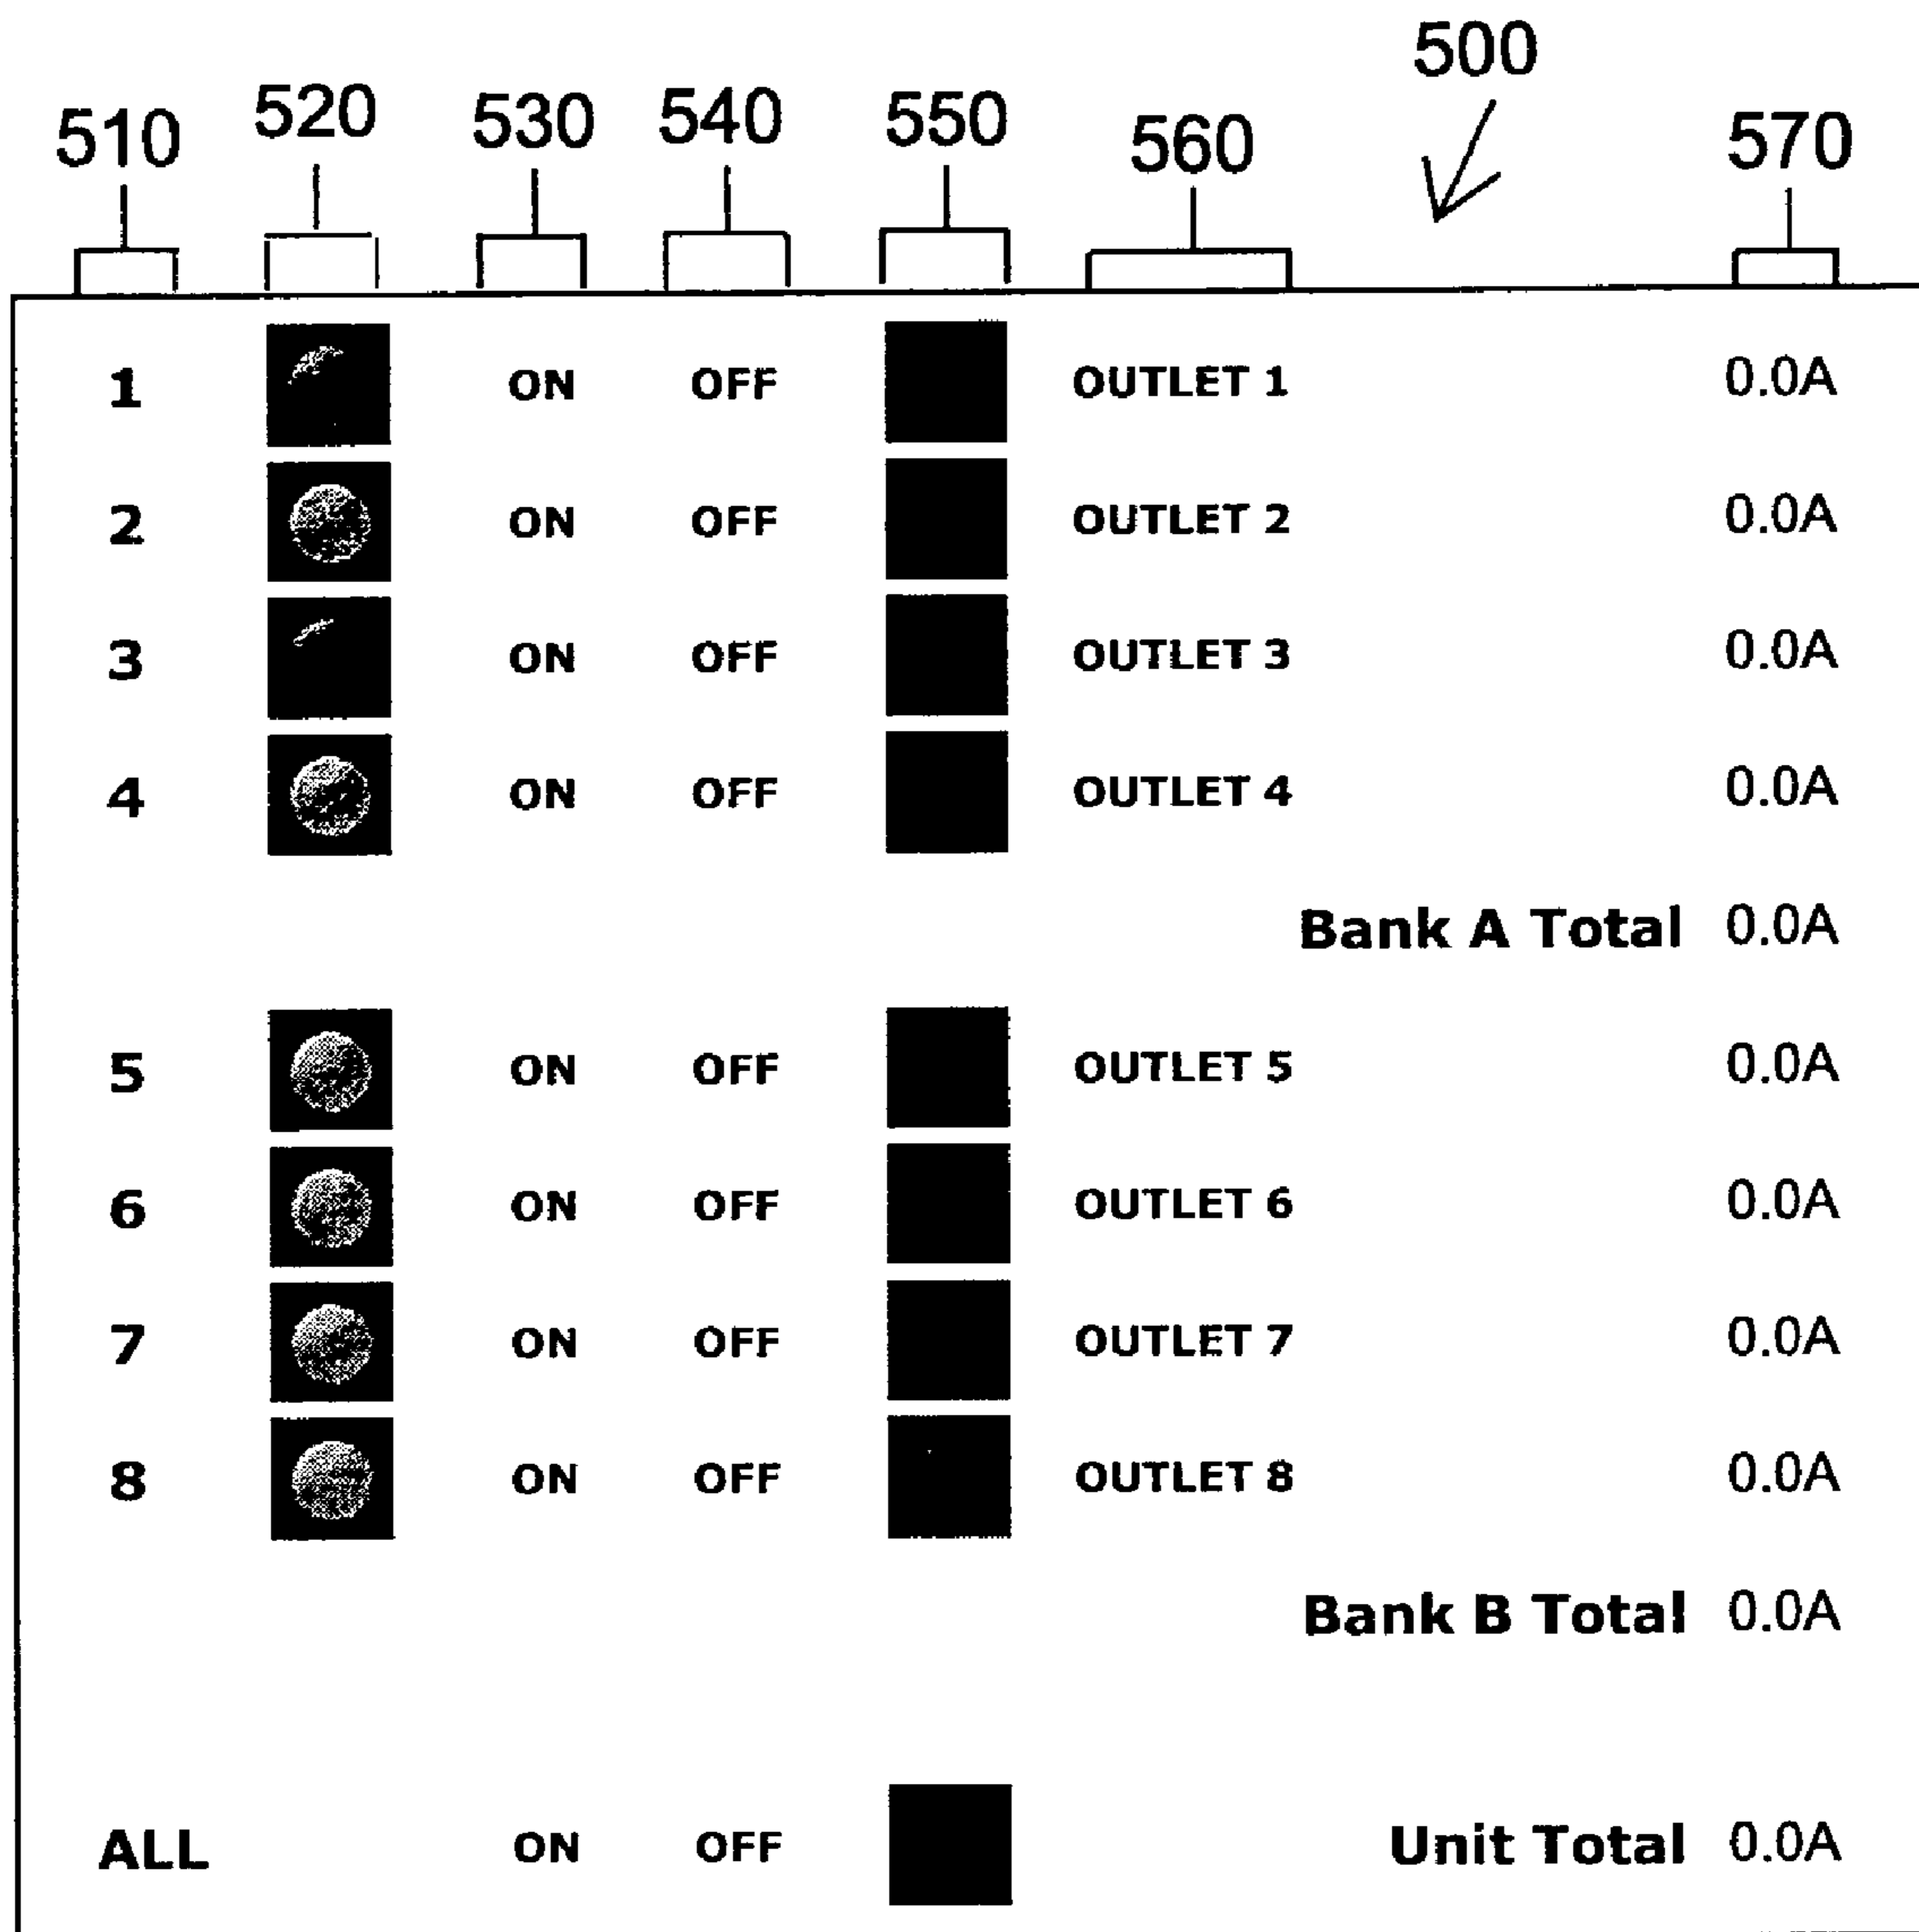 500
510 520 530 540 550 560 570
1 ON OFF OUTLET 1 0.0A
2 ON OFF OUTLET 2 0.0A
3 ON OFF OUTLET 3 0.0A
4 ON OFF OUTLET 4 0.0A
Bank A Total 0.0A
5 ON OFF OUTLET 5 0.0A
6 ON OFF OUTLET 6 0.0A
7 ON OFF OUTLET 7 0.0A
8 ON OFF OUTLET 8 0.0A
Bank B Total 0.0A
ALL ON OFF Unit Total 0.0A